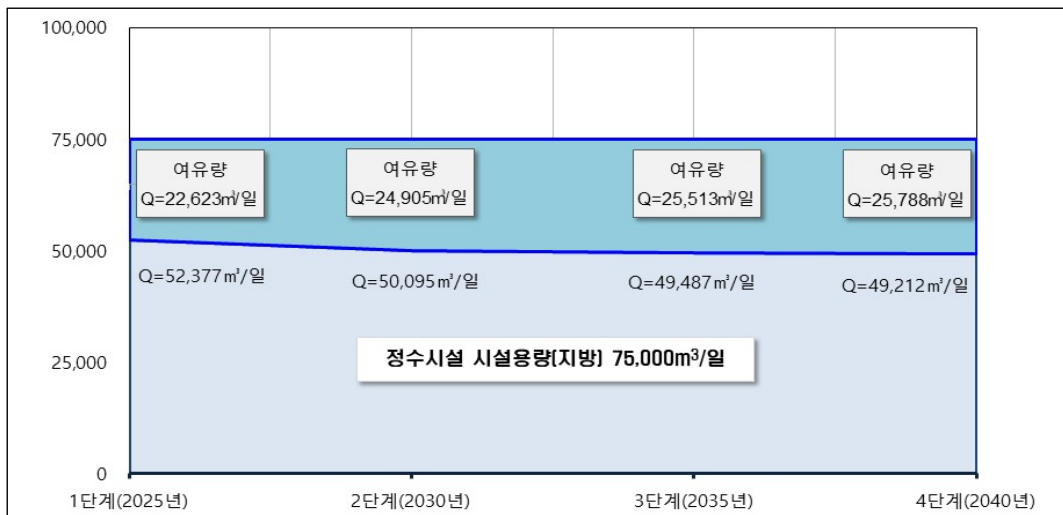 100,000
75,000
여유량
Q=22,623㎥/일
여유량
Q=24,905㎥/일
여유량
Q=25,513㎥/일
여유량
Q=25,788㎥/일
50,000
Q=52,377㎥/일
Q=50,095㎥/일
Q=49,487㎥/일
Q=49,212㎥/일
정수시설 시설용량(지방) 75,000m³/일
25,000
0
1단계(2025년)
2단계(2030년)
3단계(2035년)
4단계(2040년)